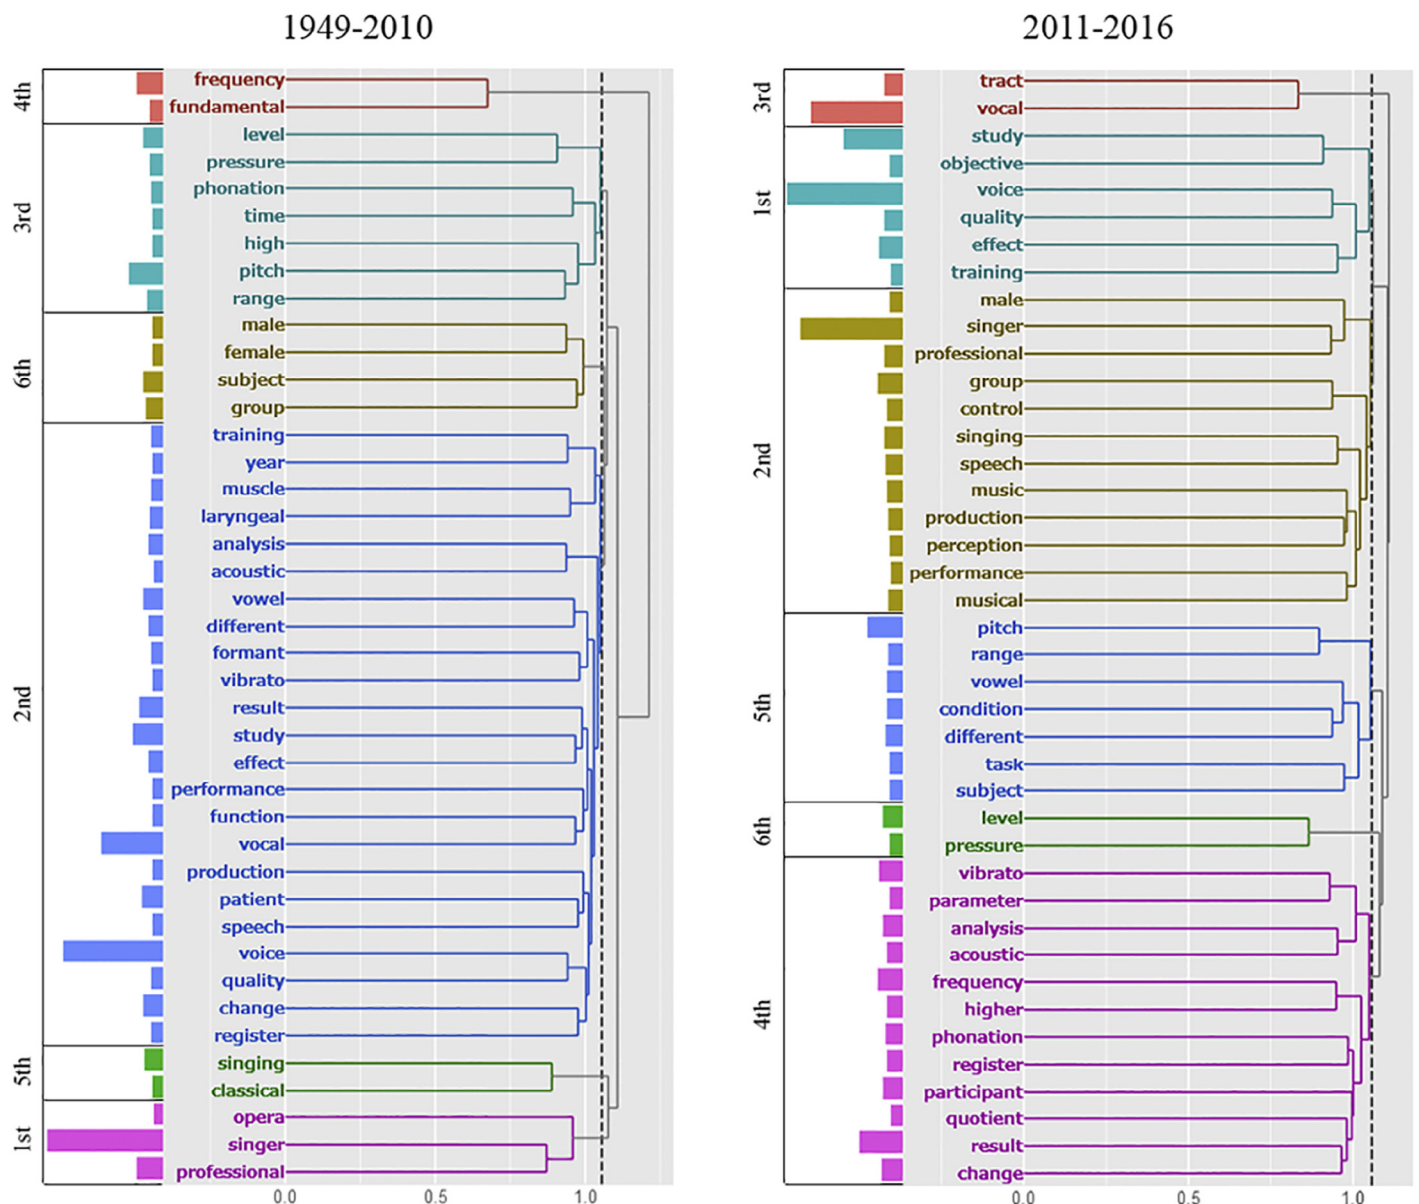 1949-2010
4th
frequency
fundamental
3rd
level
pressure
phonation
time
high
pitch
range
6th
male
female
subject
group
2nd
training
year
muscle
laryngeal
analysis
acoustic
vowel
different
formant
vibrato
result
study
effect
performance
function
vocal
production
patient
speech
voice
quality
change
register
5th
singing
classical
1st
opera
singer
professional
0.0 0.5 1.0
2011-2016
3rd
tract
vocal
1st
study
objective
voice
quality
effect
training
2nd
male
singer
professional
group
control
singing
speech
music
production
perception
performance
musical
5th
pitch
range
vowel
condition
different
task
subject
6th
level
pressure
4th
vibrato
parameter
analysis
acoustic
frequency
higher
phonation
register
participant
quotient
result
change
0.0 0.5 1.0